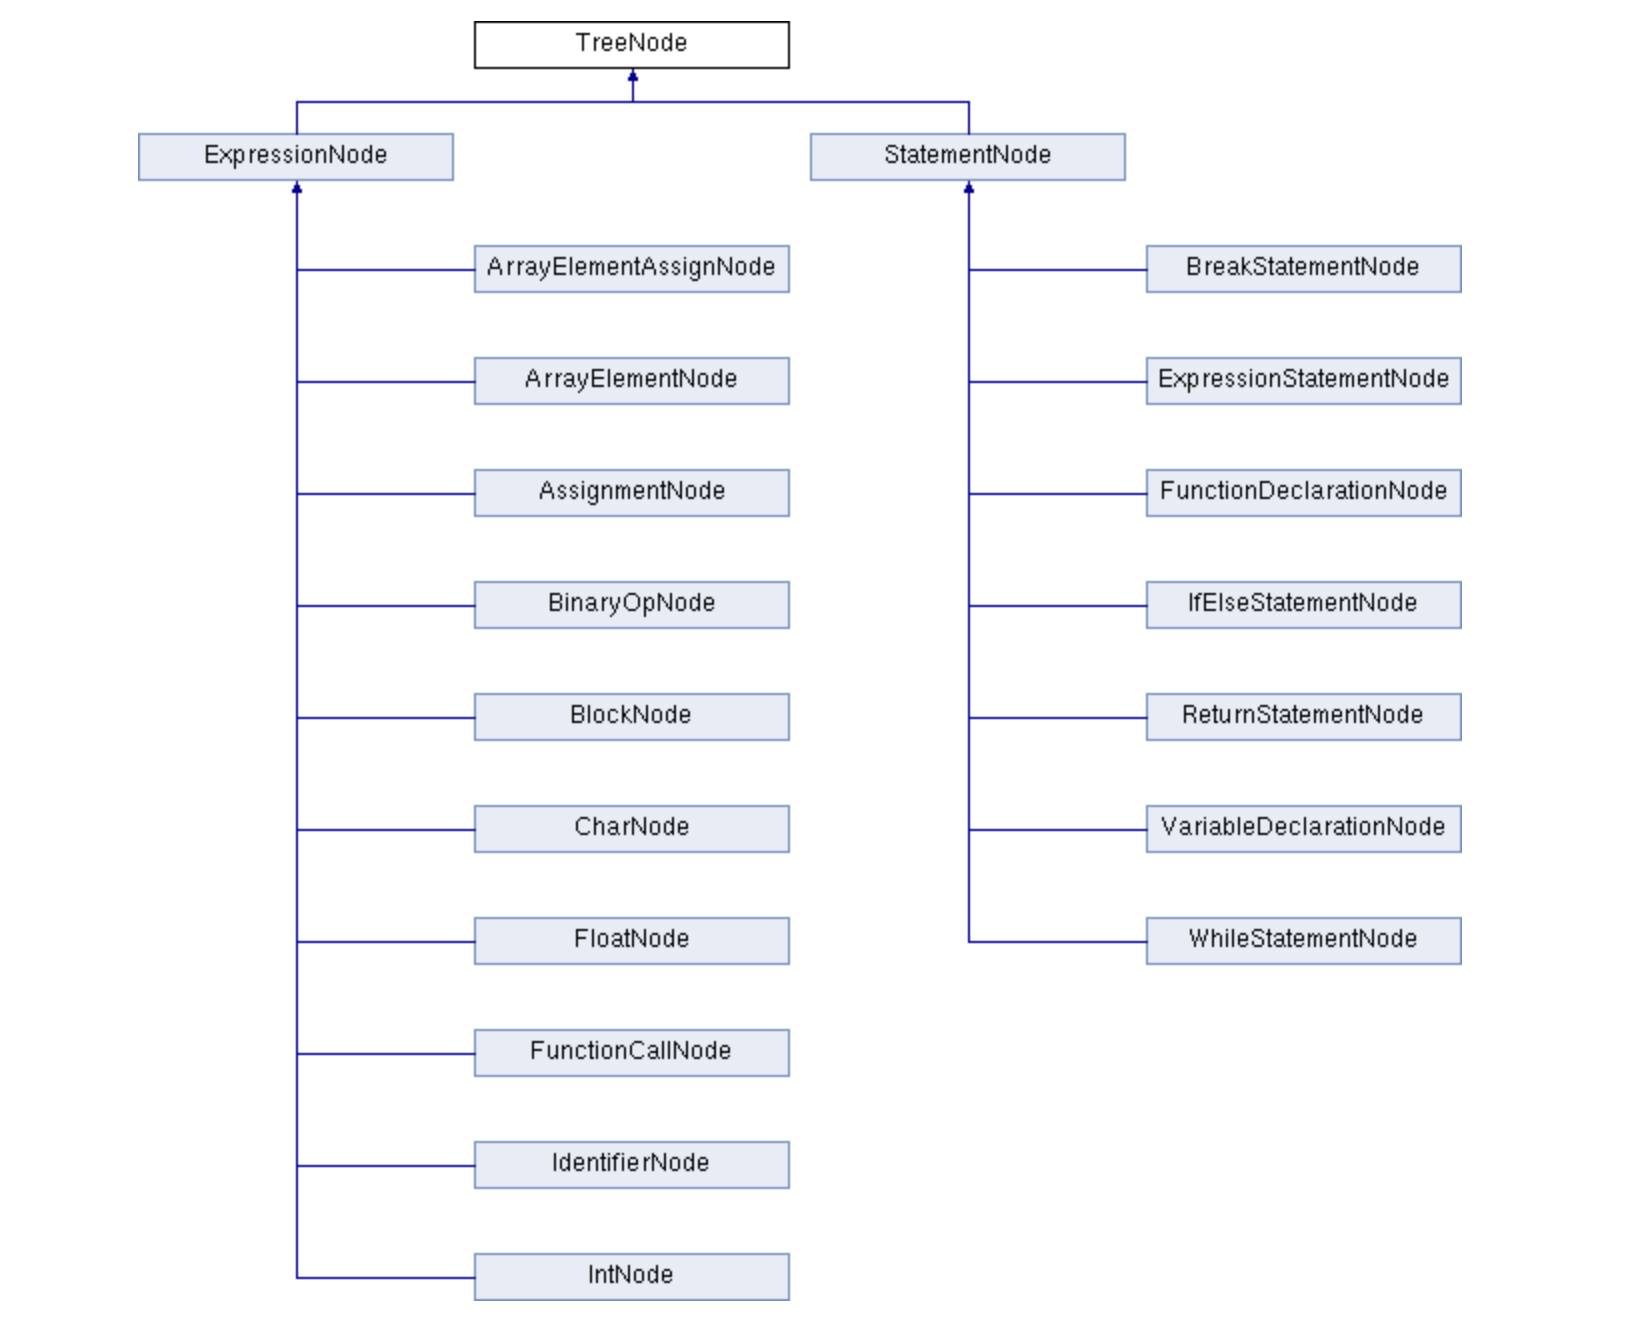 TreeNode
ExpressionNode
StatementNode
ArrayElementAssignNode
BreakStatementNode
ArrayElementNode
ExpressionStatementNode
AssignmentNode
FunctionDeclarationNode
BinaryOpNode
IfElseStatementNode
BlockNode
ReturnStatementNode
CharNode
VariableDeclarationNode
FloatNode
WhileStatementNode
FunctionCallNode
IdentifierNode
IntNode